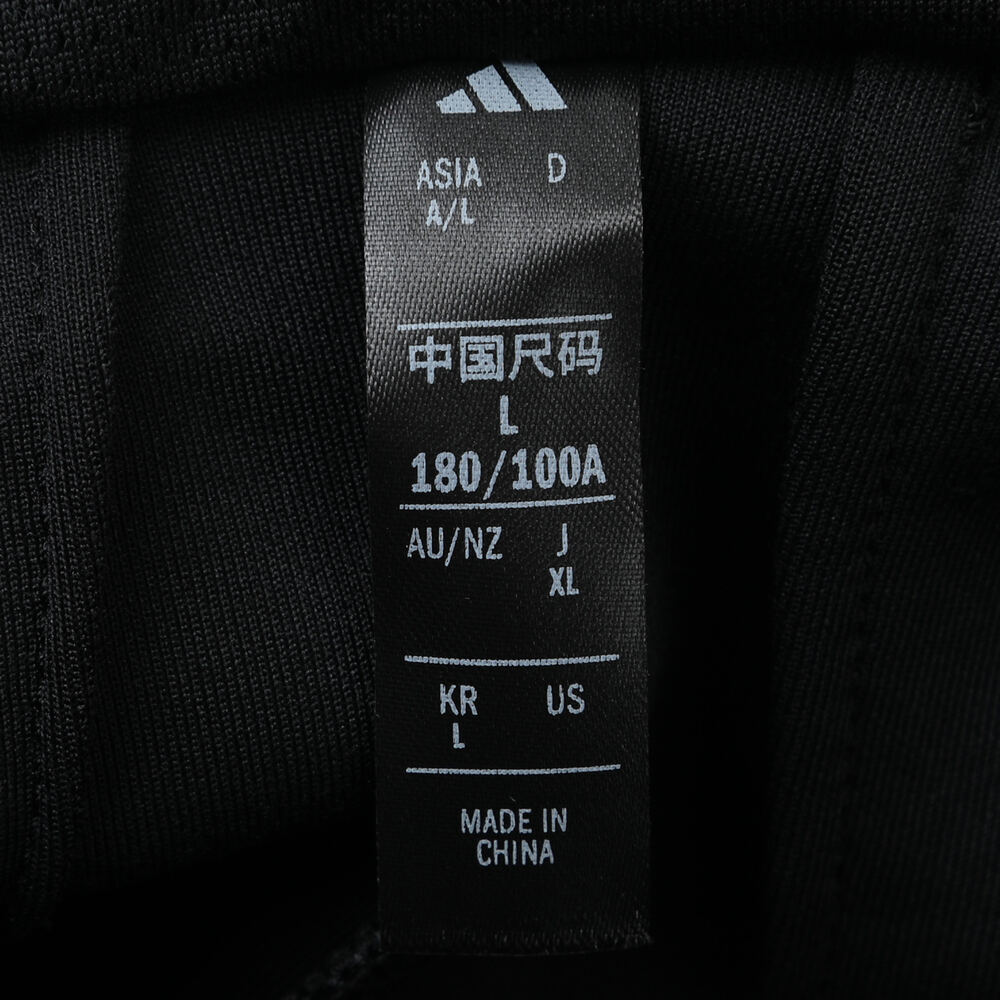 ASIA D
A/L
中国尺码
L
180/100A
AU/NZ J
XL
KR US
L
MADE IN
CHINA